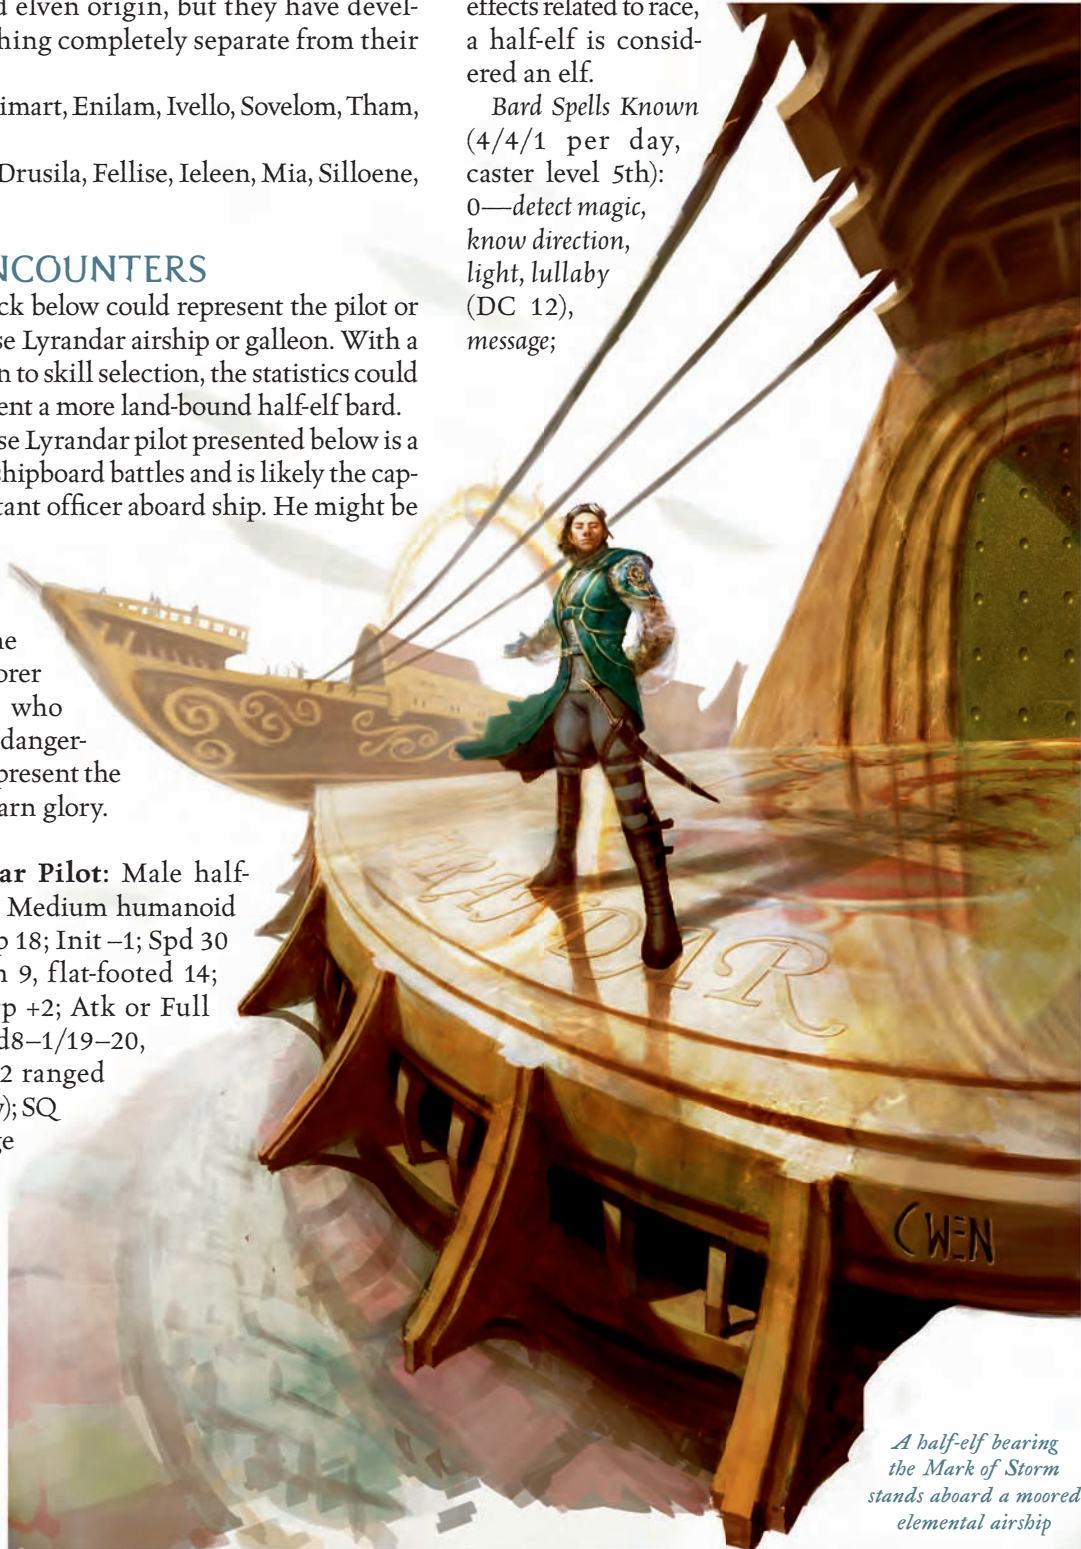 d elven origin, but they have devel-
hing completely separate from their
imart, Enilam, Ivello, Sovelom, Tham,
Drusila, Fellise, Ieleen, Mia, Silloene,
NCOUNTERS
ck below could represent the pilot or
se Lyrandar airship or galleon. With a
n to skill selection, the statistics could
ent a more land-bound half-elf bard.
se Lyrandar pilot presented below is a
shipboard battles and is likely the cap-
tant officer aboard ship. He might be
ne
orer
who
danger-
present the
arn glory.
ar Pilot: Male half-
Medium humanoid
p 18; Init –1; Spd 30
h 9, flat-footed 14;
rp +2; Atk or Full
d8–1/19–20,
2 ranged
y); SQ
ge
effects related to race,
a half-elf is consid-
ered an elf.
Bard Spells Known
(4/4/1 per day,
caster level 5th):
0—detect magic,
know direction,
light, lullaby
(DC 12),
message;
CWEN
A half-elf bearing
the Mark of Storm
stands aboard a moored
elemental airship